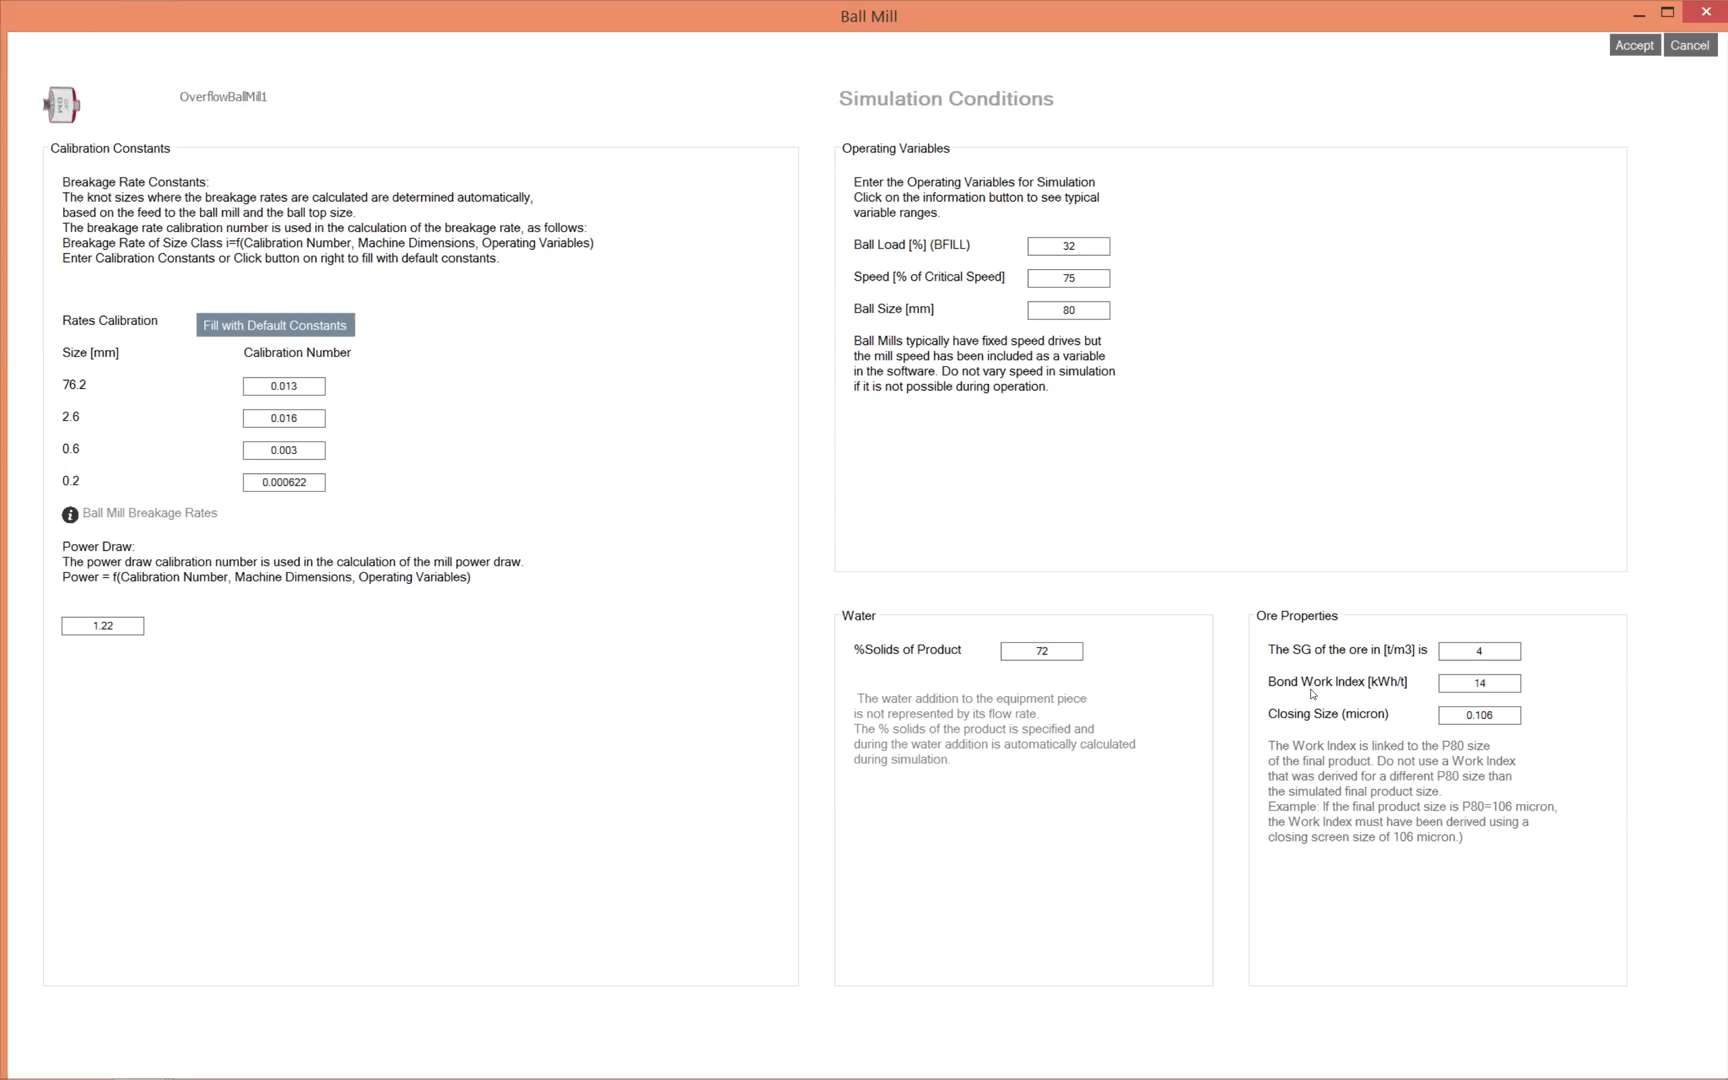 Ball Mill
Accept Cancel
OverflowBallMill1
Simulation Conditions
Calibration Constants
Breakage Rate Constants:
The knot sizes where the breakage rates are calculated are determined automatically,
based on the feed to the ball mill and the ball top size.
The breakage rate calibration number is used in the calculation of the breakage rate, as follows:
Breakage Rate of Size Class i=f(Calibration Number, Machine Dimensions, Operating Variables)
Enter Calibration Constants or Click button on right to fill with default constants.
Rates Calibration Fill with Default Constants
Size [mm] Calibration Number
76.2 0.013
2.6 0.016
0.6 0.003
0.2 0.000622
i Ball Mill Breakage Rates
Power Draw:
The power draw calibration number is used in the calculation of the mill power draw.
Power = f(Calibration Number, Machine Dimensions, Operating Variables)
1.22
Operating Variables
Enter the Operating Variables for Simulation
Click on the information button to see typical
variable ranges.
Ball Load [%] (BFILL) 32
Speed [% of Critical Speed] 75
Ball Size [mm] 80
Ball Mills typically have fixed speed drives but
the mill speed has been included as a variable
in the software. Do not vary speed in simulation
if it is not possible during operation.
Water
%Solids of Product 72
The water addition to the equipment piece
is not represented by its flow rate.
The % solids of the product is specified and
during the water addition is automatically calculated
during simulation.
Ore Properties
The SG of the ore in [t/m3] is 4
Bond Work Index [kWh/t] 14
Closing Size (micron) 0.106
The Work Index is linked to the P80 size
of the final product. Do not use a Work Index
that was derived for a different P80 size than
the simulated final product size.
Example: If the final product size is P80=106 micron,
the Work Index must have been derived using a
closing screen size of 106 micron.)